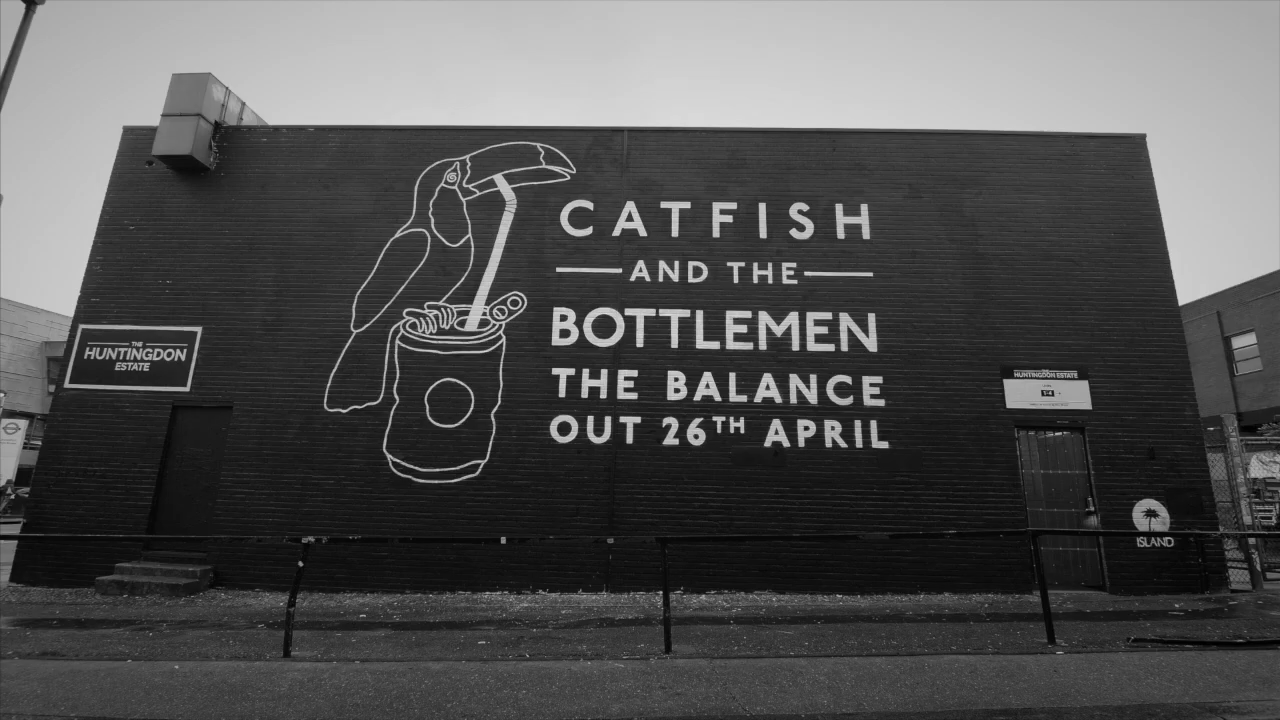 CATFISH
AND THE
BOTTLEMEN
THE BALANCE
OUT 26TH APRIL
THE
HUNTINGDON
ESTATE
HUNTINGDON ESTATE
ISLAND